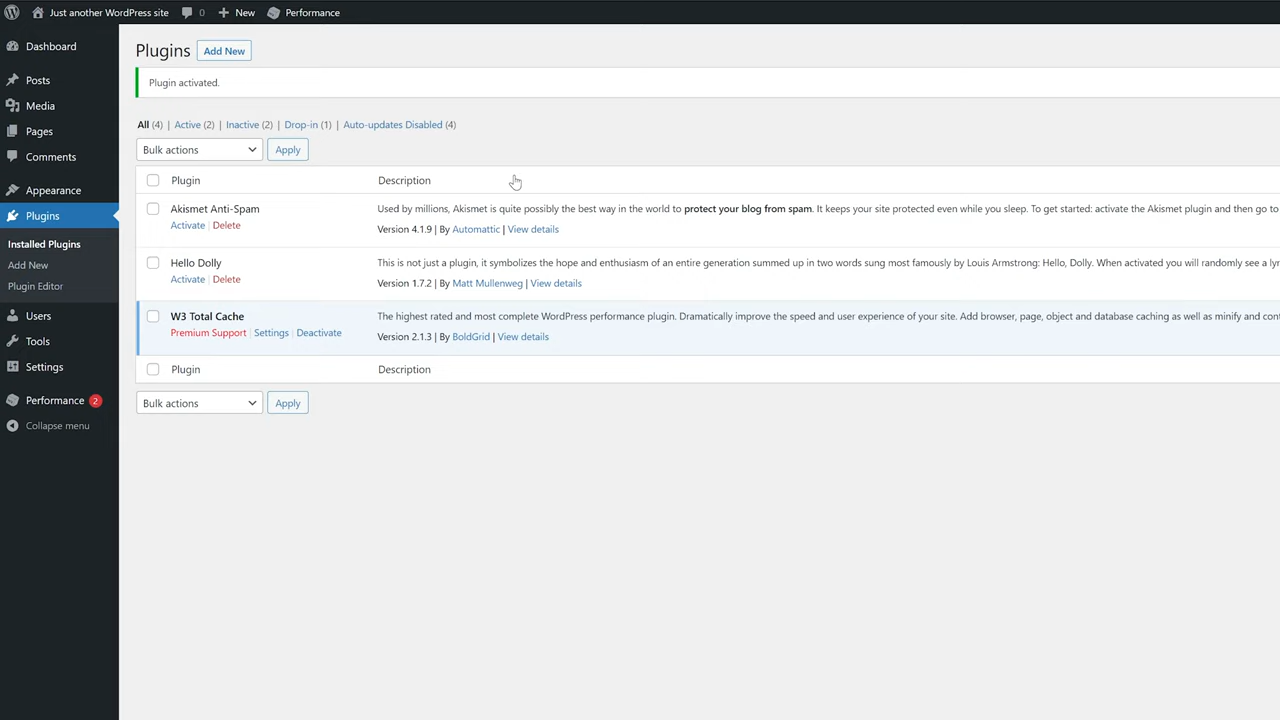 Just another WordPress site 0 New Performance
Dashboard
Posts
Media
Pages
Comments
Appearance
Plugins
Installed Plugins
Add New
Plugin Editor
Users
Tools
Settings
Performance 2
Collapse menu
Plugins Add New
Plugin activated.
All (4) | Active (2) | Inactive (2) | Drop-in (1) | Auto-updates Disabled (4)
Bulk actions Apply
Plugin Description
Akismet Anti-Spam
Activate | Delete
Used by millions, Akismet is quite possibly the best way in the world to protect your blog from spam. It keeps your site protected even while you sleep. To get started: activate the Akismet plugin and then go to
Version 4.1.9 | By Automattic | View details
Hello Dolly
Activate | Delete
This is not just a plugin, it symbolizes the hope and enthusiasm of an entire generation summed up in two words sung most famously by Louis Armstrong: Hello, Dolly. When activated you will randomly see a ly
Version 1.7.2 | By Matt Mullenweg | View details
W3 Total Cache
Premium Support | Settings | Deactivate
The highest rated and most complete WordPress performance plugin. Dramatically improve the speed and user experience of your site. Add browser, page, object and database caching as well as minify and con
Version 2.1.3 | By BoldGrid | View details
Plugin Description
Bulk actions Apply